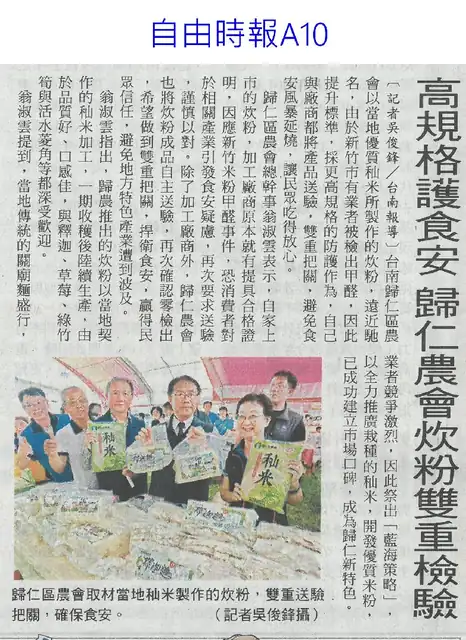 自由時報A10
高規格護食安 歸仁農會炊粉雙重檢驗
〔記者吳俊鋒／台南報導〕台南歸仁區農
會以當地優質秈米所製作的炊粉，遠近馳
名，由於新竹市有業者被檢出甲醛，因此
提升標準，採更高規格的防護作為，自己
與廠商都將產品送驗，雙重把關，避免食
安風暴延燒，讓民眾吃得放心。
歸仁區農會總幹事翁淑雲表示，自家上
市的炊粉，加工廠商原本就有提具合格證
明，因應新竹米粉甲醛事件，恐消費者對
於相關產業引發食安疑慮，再次要求送驗
，謹慎以對。除了加工廠商外，歸仁農會
也將炊粉成品自主送驗，再次確認零檢出
，希望做到雙重把關，捍衛食安，贏得民
眾信任，避免地方特色產業遭到波及。
翁淑雲指出，歸農推出的炊粉以當地契
作的秈米加工，一期收穫後陸續生產，由
於品質好、口感佳，與釋迦、草莓、綠竹
筍與活水菱角等都深受歡迎。
翁淑雲提到，當地傳統的關廟麵盛行，
業者競爭激烈，因此祭出「藍海策略」，
以全力推廣栽種的秈米，開發優質米粉，
已成功建立市場口碑，成為歸仁新特色。
秈米
秈米
歸仁區農會取材當地秈米製作的炊粉，雙重送驗
把關，確保食安。 （記者吳俊鋒攝）